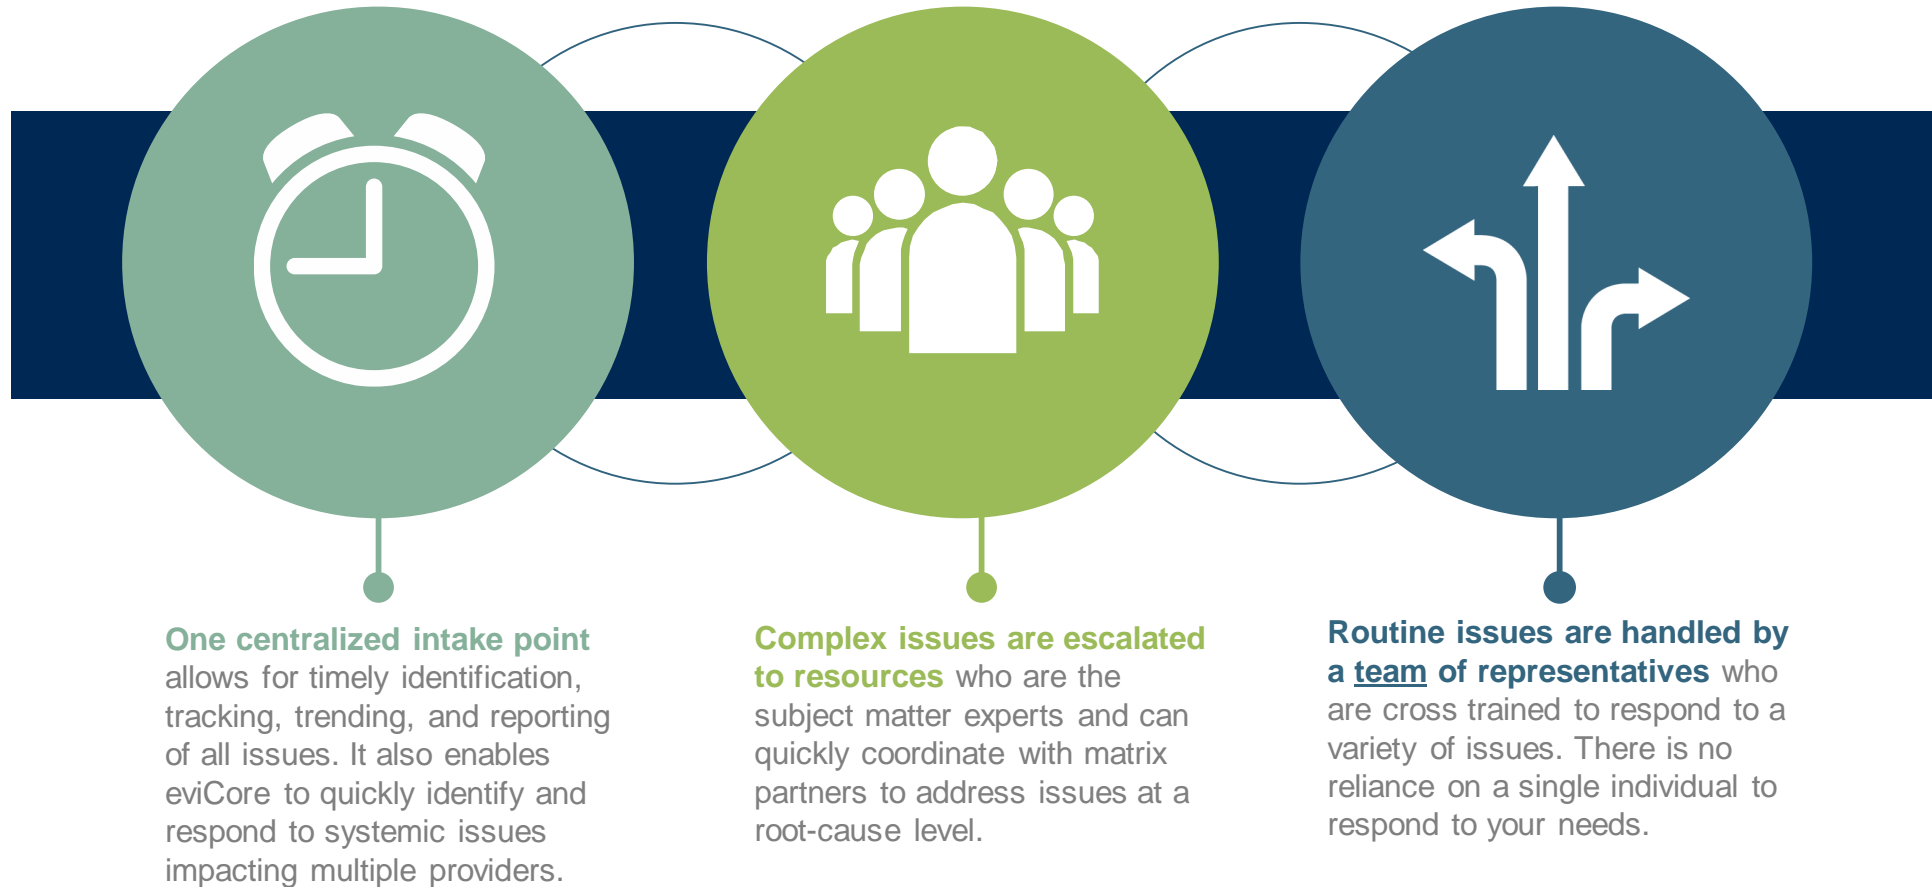 One centralized intake point
allows for timely identification,
tracking, trending, and reporting
of all issues. It also enables
eviCore to quickly identify and
respond to systemic issues
impacting multiple providers.
Complex issues are escalated
to resources who are the
subject matter experts and can
quickly coordinate with matrix
partners to address issues at a
root-cause level.
Routine issues are handled by
a team of representatives who
are cross trained to respond to a
variety of issues. There is no
reliance on a single individual to
respond to your needs.